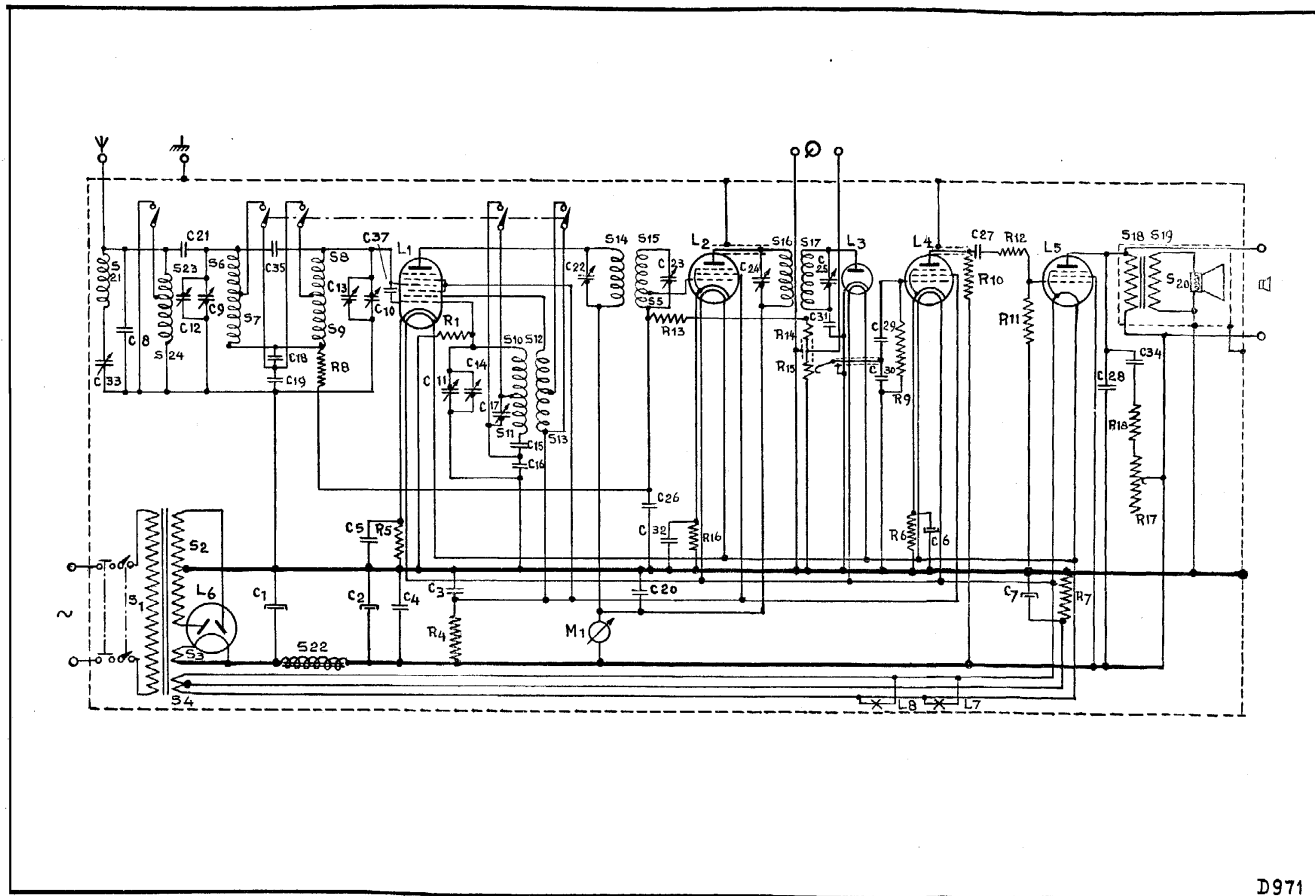 L1
L2
L3
L4
L5
S18 S19
C21
C37
S14
S15
S16
S17
C27
R12
S21
S23
S6
C35
S8
C22
C23
C24
C25
R10
S20
C8
C12
C9
S7
C13
C10
S5
R13
R14
C31
C29
R11
S24
C18
C19
S9
R8
R1
S10
S12
C14
C11
C17
S11
S13
C15
C16
R15
C30
R9
C28
C34
C33
R18
R17
C26
C5
R5
C32
R16
R6
C6
S2
S1
L6
C1
C2
C3
C4
C20
C7
R7
~
R4
M1
S3
S22
S4
L8
L7
D971